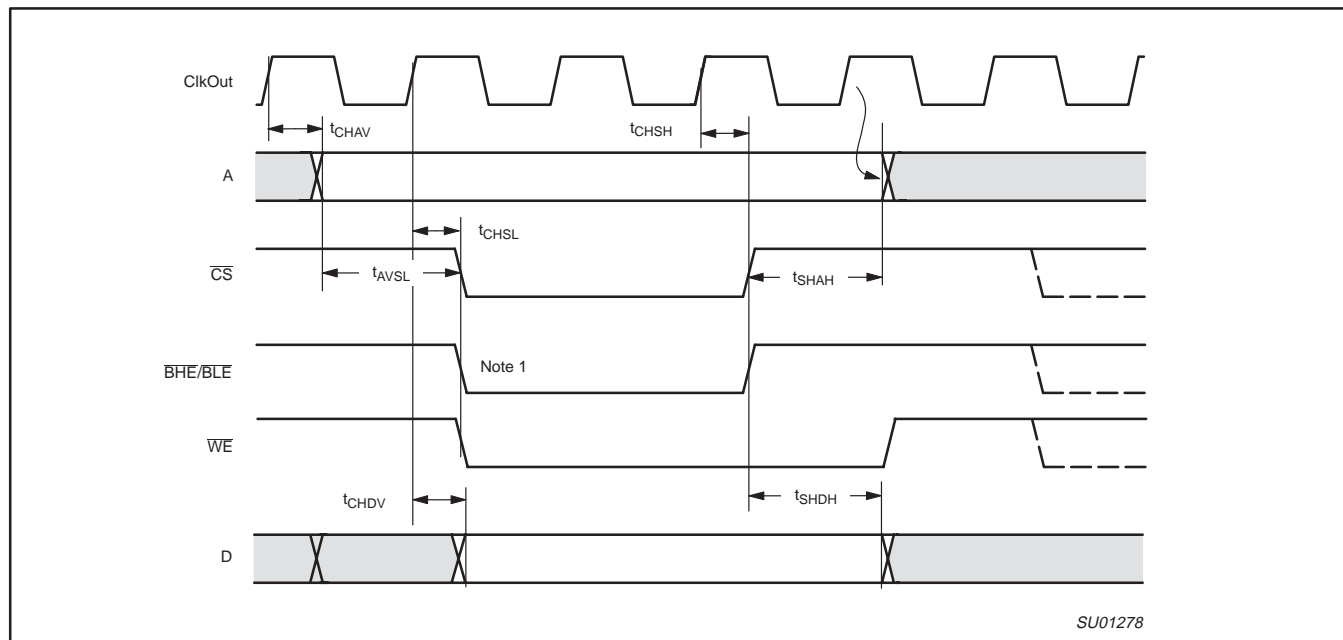 ClkOut
tCHAV
tCHSH
A
tCHSL
CS
tAVSL
tSHAH
BHE/BLE
Note 1
WE
tCHDV
tSHDH
D
SU01278